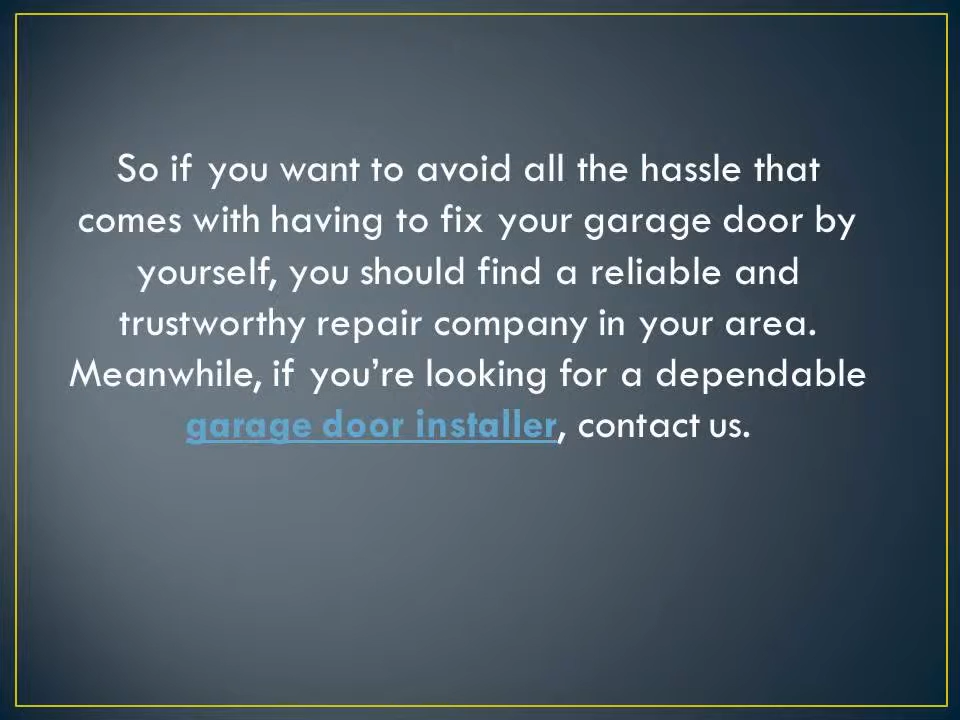 So if you want to avoid all the hassle that
comes with having to fix your garage door by
yourself, you should find a reliable and
trustworthy repair company in your area.
Meanwhile, if you’re looking for a dependable
garage door installer, contact us.